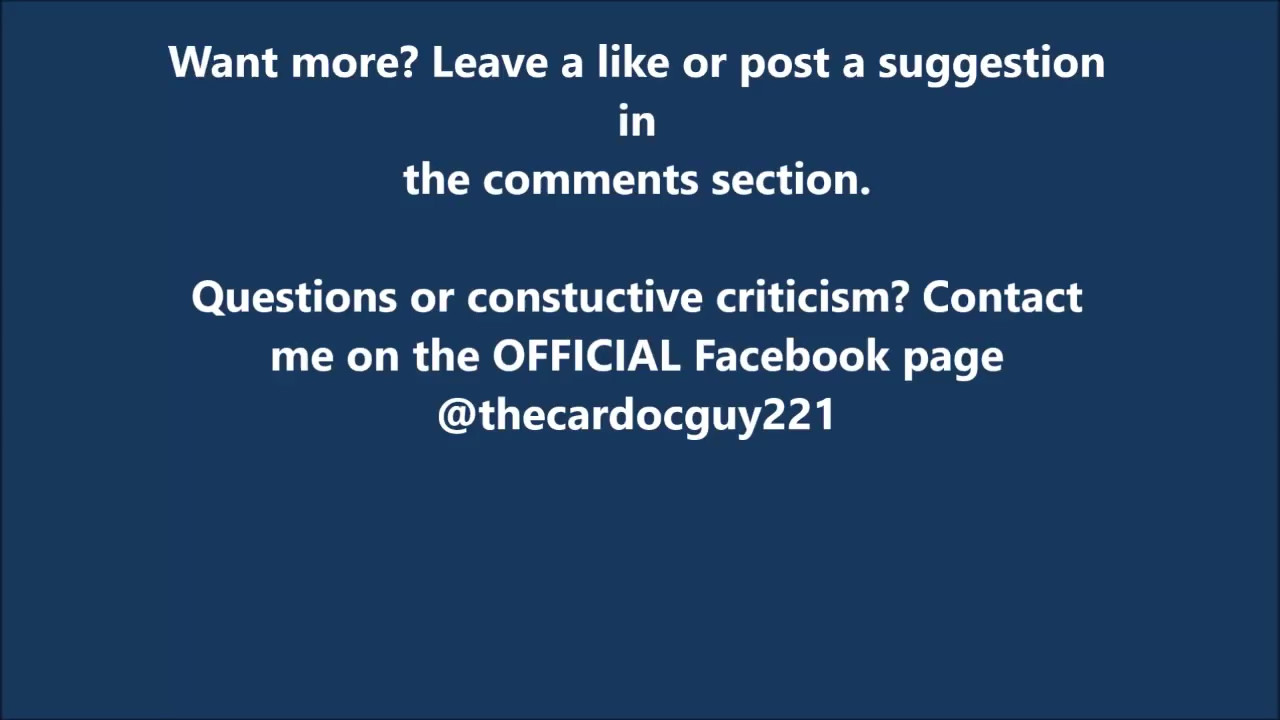 Want more? Leave a like or post a suggestion
in
the comments section.
Questions or constuctive criticism? Contact
me on the OFFICIAL Facebook page
@thecardocguy221